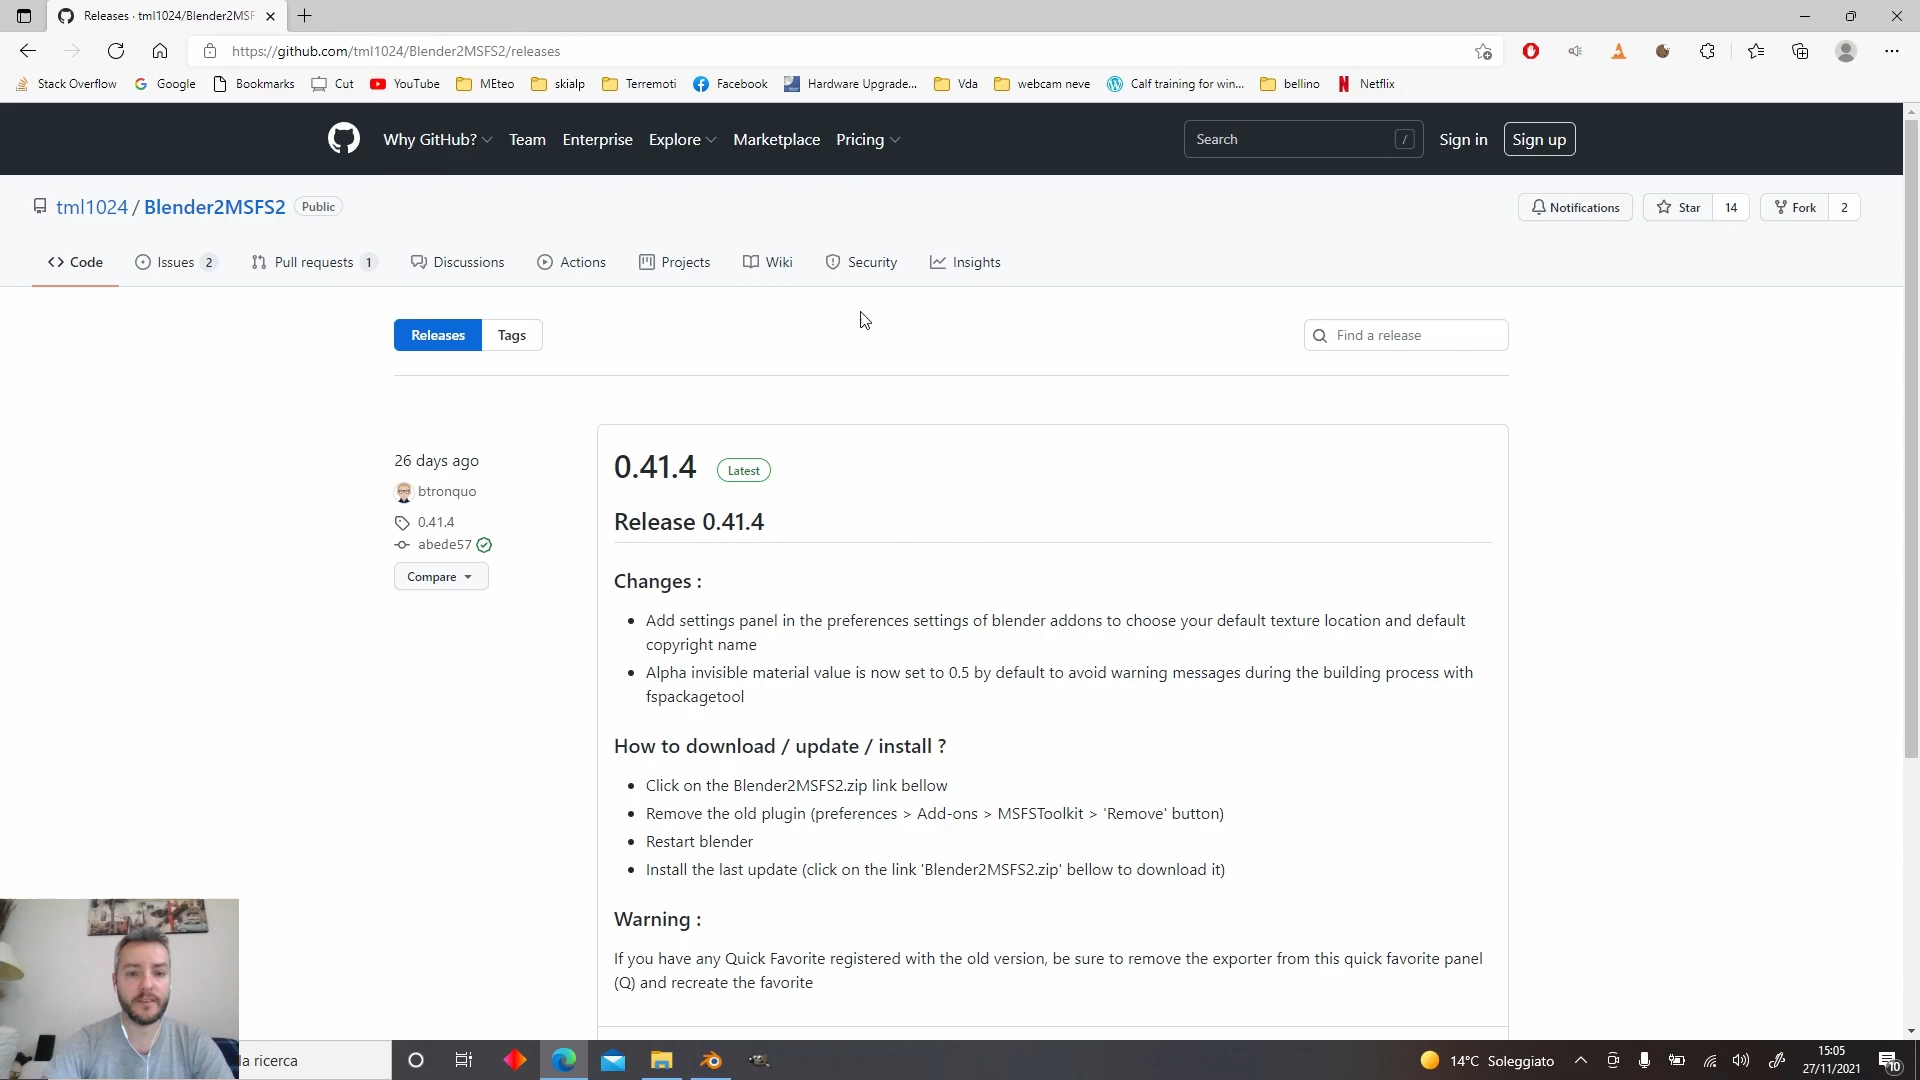 Releases · tml1024/Blender2MSF
https://github.com/tml1024/Blender2MSFS2/releases
Stack Overflow Google Bookmarks Cut YouTube MEteo skialp Terremoti Facebook Hardware Upgrade... Vda webcam neve Calf training for win... bellino Netflix
Why GitHub? Team Enterprise Explore Marketplace Pricing Search / Sign in Sign up
tml1024 / Blender2MSFS2 Public Notifications Star 14 Fork 2
<> Code Issues 2 Pull requests 1 Discussions Actions Projects Wiki Security Insights
Releases Tags Find a release
26 days ago
btronquo
0.41.4
abede57
Compare
0.41.4 Latest
Release 0.41.4
Changes :
Add settings panel in the preferences settings of blender addons to choose your default texture location and default
copyright name
Alpha invisible material value is now set to 0.5 by default to avoid warning messages during the building process with
fspackagetool
How to download / update / install ?
Click on the Blender2MSFS2.zip link bellow
Remove the old plugin (preferences > Add-ons > MSFSToolkit > 'Remove' button)
Restart blender
Install the last update (click on the link 'Blender2MSFS2.zip' bellow to download it)
Warning :
If you have any Quick Favorite registered with the old version, be sure to remove the exporter from this quick favorite panel
(Q) and recreate the favorite
la ricerca
14°C Soleggiato
15:05
27/11/2021
10